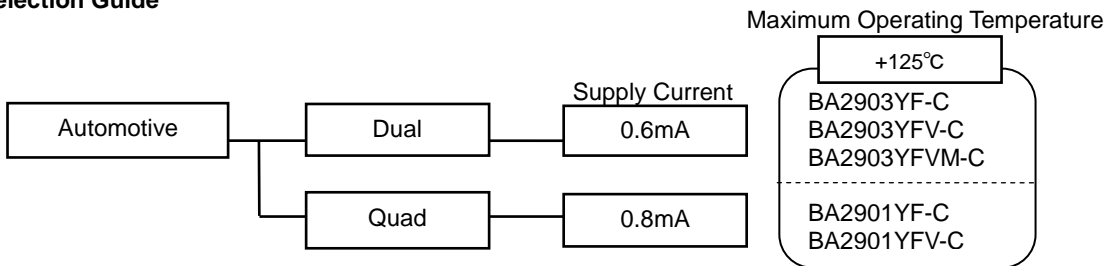 election Guide
Maximum Operating Temperature
+125℃
Supply Current
Automotive
Dual
0.6mA
BA2903YF-C
BA2903YFV-C
BA2903YFVM-C
Quad
0.8mA
BA2901YF-C
BA2901YFV-C